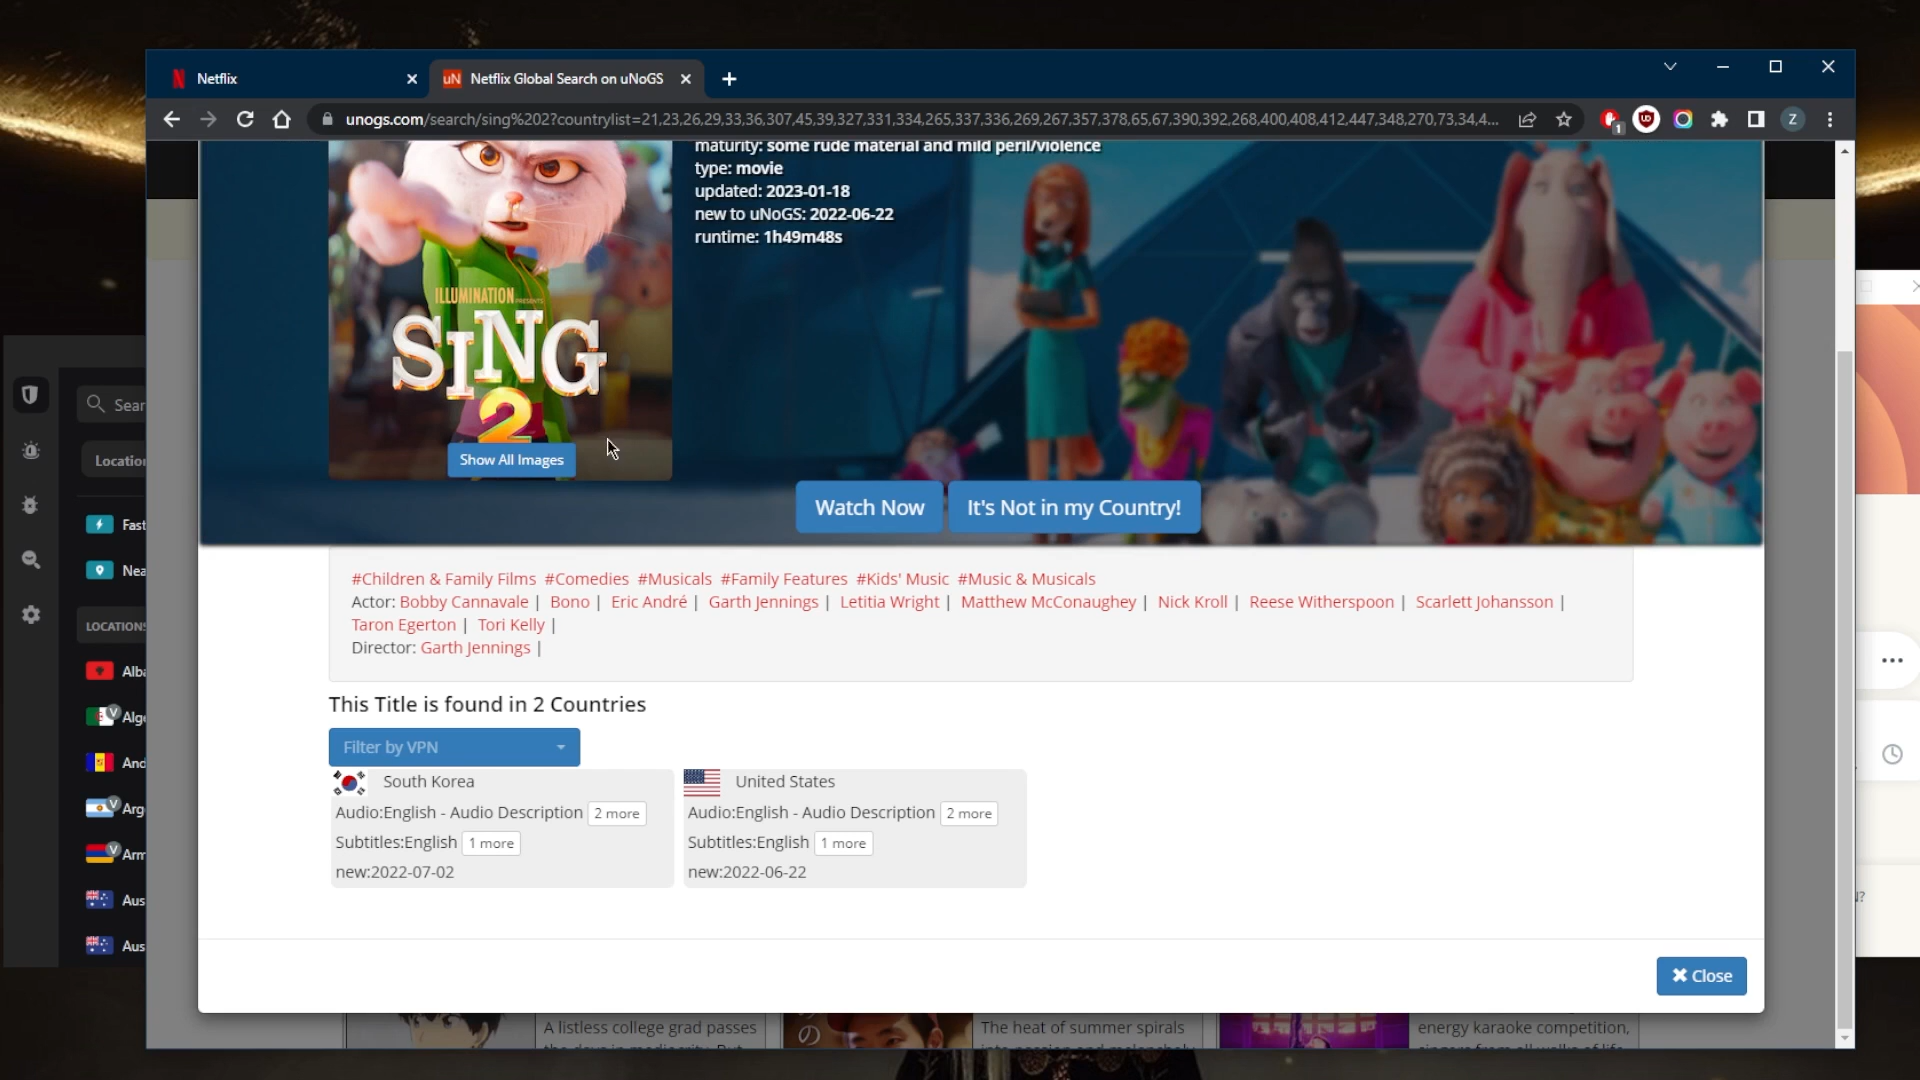 Netflix
uN Netflix Global Search on uNoGS
unogs.com/search/sing%202?countrylist=21,23,26,29,33,36,307,45,39,327,331,334,265,337,336,269,267,357,378,65,67,390,392,268,400,408,412,447,348,270,73,34,4...
1
Z
maturity: some rude material and mild peril/violence
type: movie
updated: 2023-01-18
new to uNoGS: 2022-06-22
runtime: 1h49m48s
ILLUMINATION PRESENTS
SING
2
Show All Images
Watch Now
It's Not in my Country!
#Children & Family Films #Comedies #Musicals #Family Features #Kids' Music #Music & Musicals
Actor: Bobby Cannavale | Bono | Eric André | Garth Jennings | Letitia Wright | Matthew McConaughey | Nick Kroll | Reese Witherspoon | Scarlett Johansson |
Taron Egerton | Tori Kelly |
Director: Garth Jennings |
This Title is found in 2 Countries
Filter by VPN
South Korea
Audio:English - Audio Description 2 more
Subtitles:English 1 more
new:2022-07-02
United States
Audio:English - Audio Description 2 more
Subtitles:English 1 more
new:2022-06-22
Close
A listless college grad passes
The heat of summer spirals
energy karaoke competition,
の
Sear
Location
Fast
Nea
LOCATIONS
Alba
V Alge
And
V Arg
V Arm
Aus
Aus